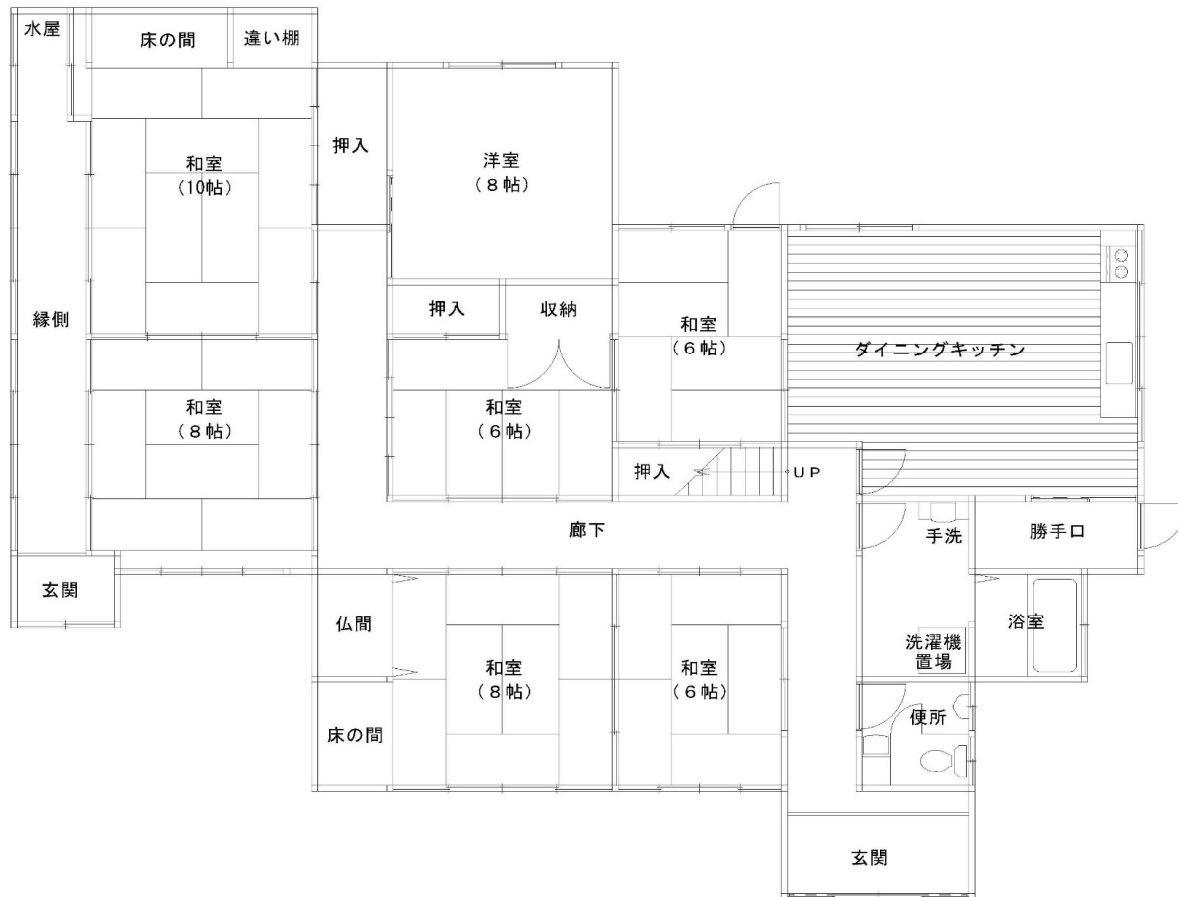 水屋
床の間
違い棚
和室
（10帖）
押入
洋室
（８帖）
縁側
押入
収納
和室
（６帖）
ダイニングキッチン
和室
（８帖）
和室
（６帖）
押入
ＵＰ
廊下
手洗
勝手口
玄関
仏間
和室
（８帖）
和室
（６帖）
洗濯機
置場
浴室
床の間
便所
玄関